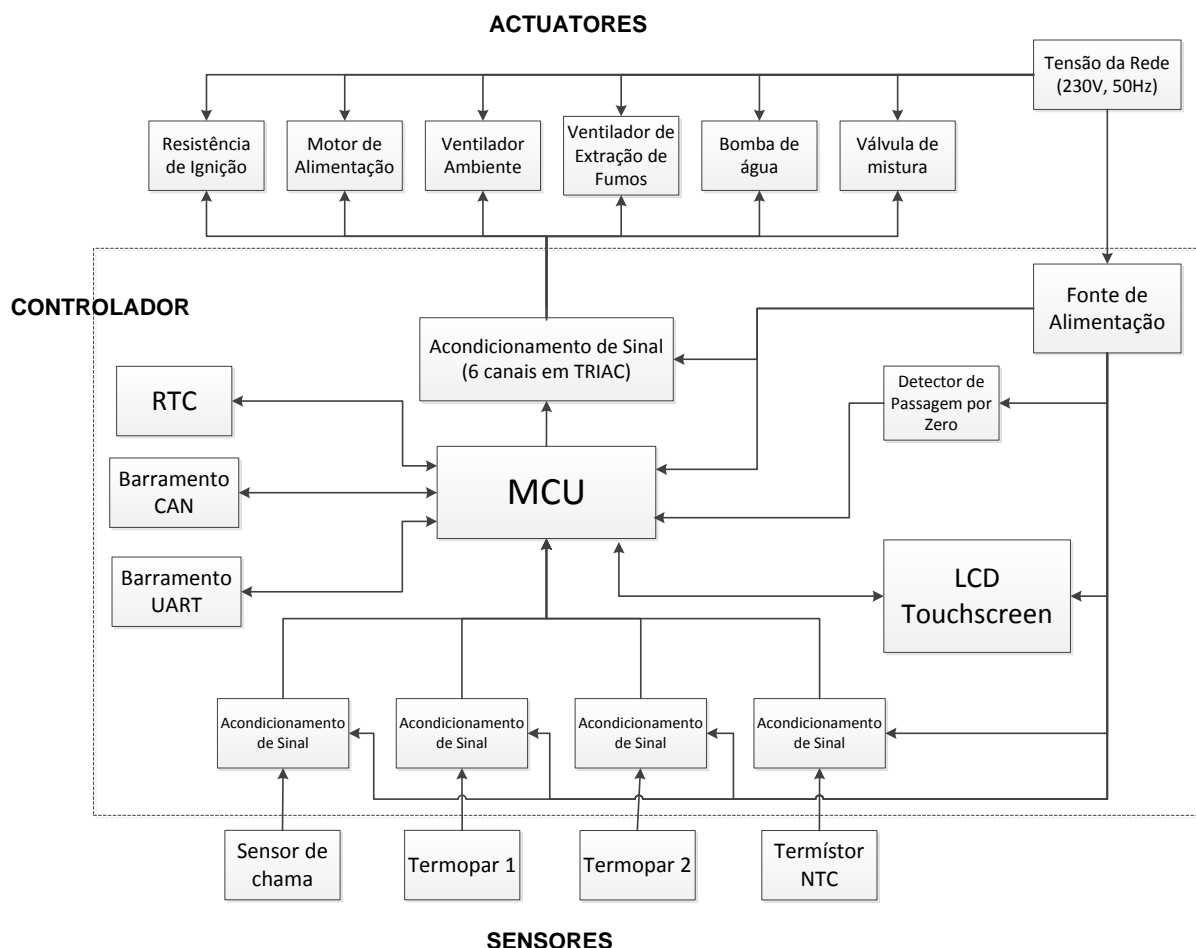 ACTUATORES
Tensão da Rede
(230V, 50Hz)
Resistência
de Ignição
Motor de
Alimentação
Ventilador
Ambiente
Ventilador de
Extração de
Fumos
Bomba de
água
Válvula de
mistura
CONTROLADOR
Fonte de
Alimentação
Acondicionamento de Sinal
(6 canais em TRIAC)
RTC
Detector de
Passagem por
Zero
MCU
Barramento
CAN
LCD
Touchscreen
Barramento
UART
Acondicionamento
de Sinal
Acondicionamento
de Sinal
Acondicionamento
de Sinal
Acondicionamento
de Sinal
Sensor de
chama
Termopar 1
Termopar 2
Termístor
NTC
SENSORES